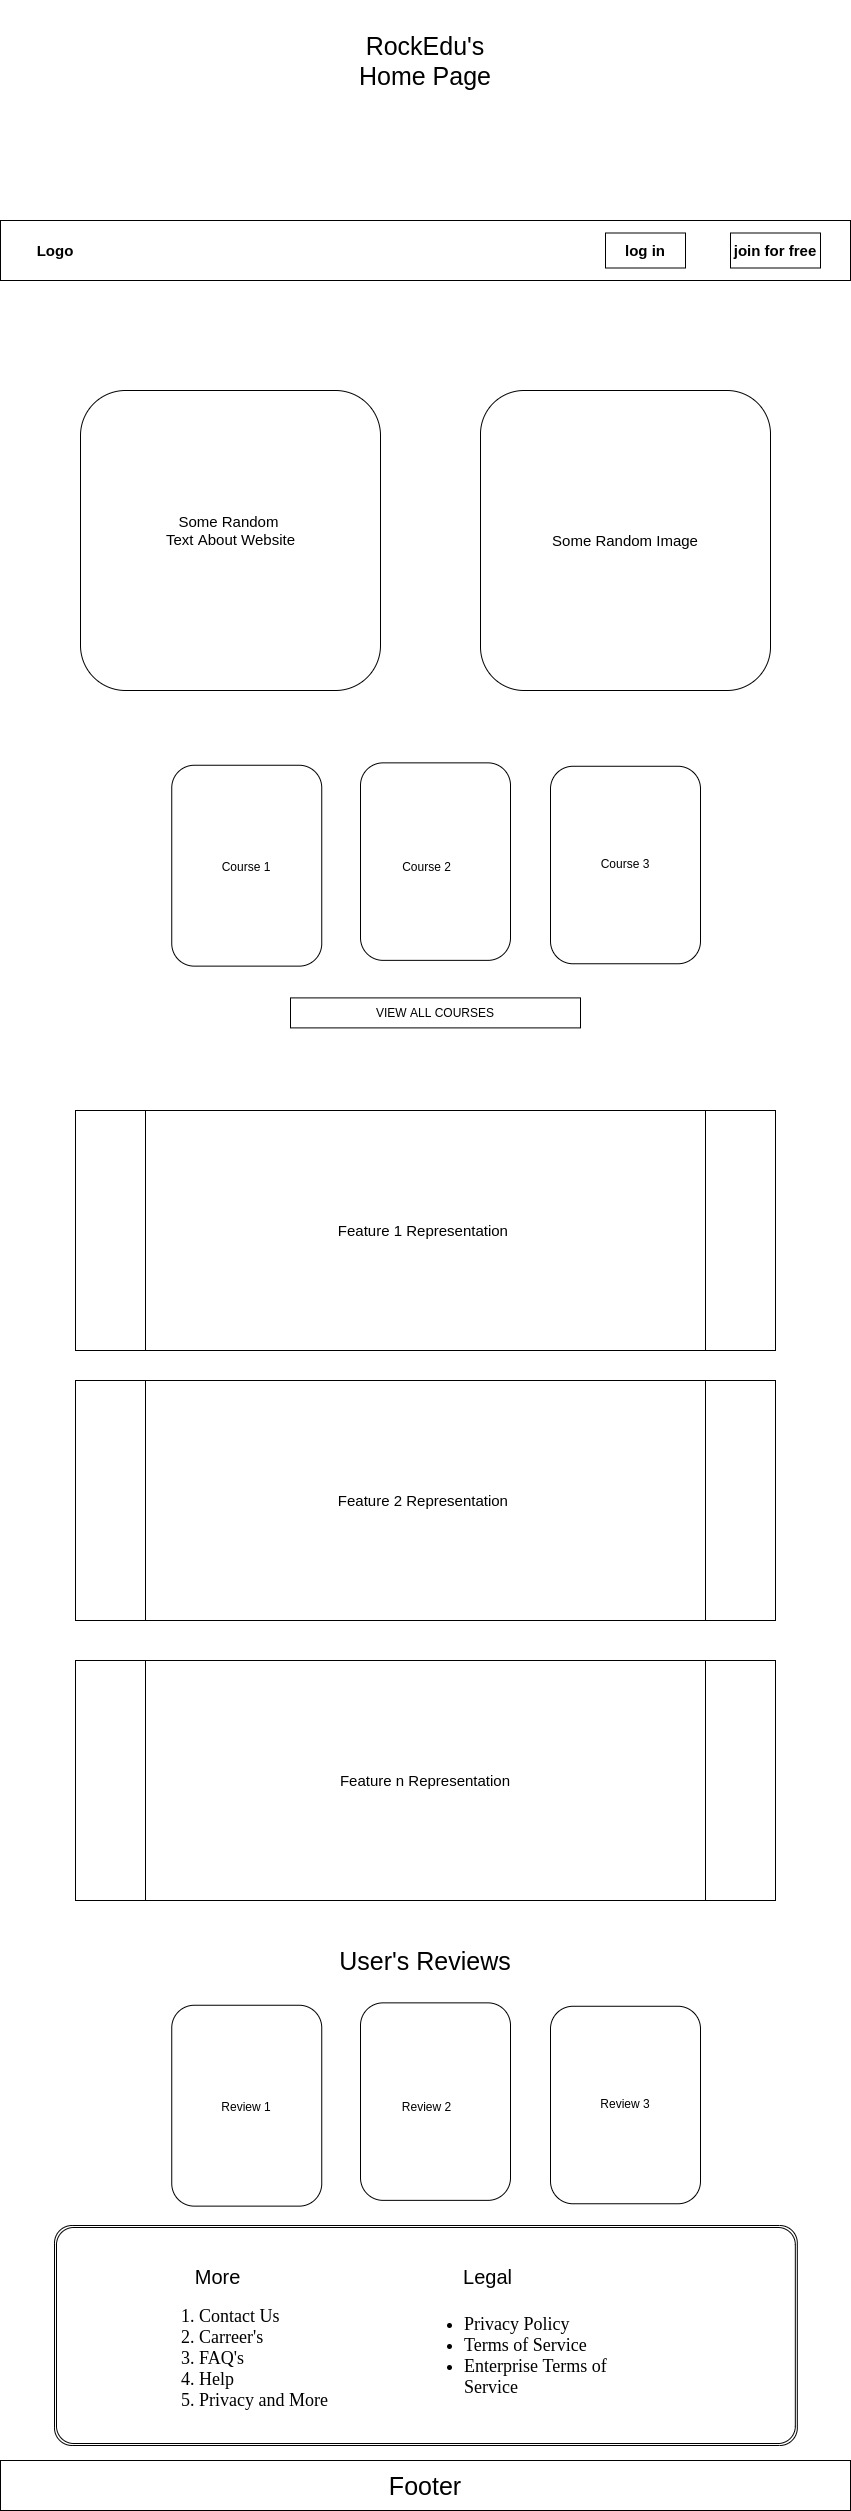 RockEdu's
Home Page
Logo
log in
join for free
Some Random
Text About Website
Some Random Image
Course 1
Course 2
Course 3
VIEW ALL COURSES
Feature 1 Representation
Feature 2 Representation
Feature n Representation
User's Reviews
Review 1
Review 2
Review 3
More
1. Contact Us
2. Carreer's
3. FAQ's
4. Help
5. Privacy and More
Legal
• Privacy Policy
• Terms of Service
• Enterprise Terms of
Service
Footer